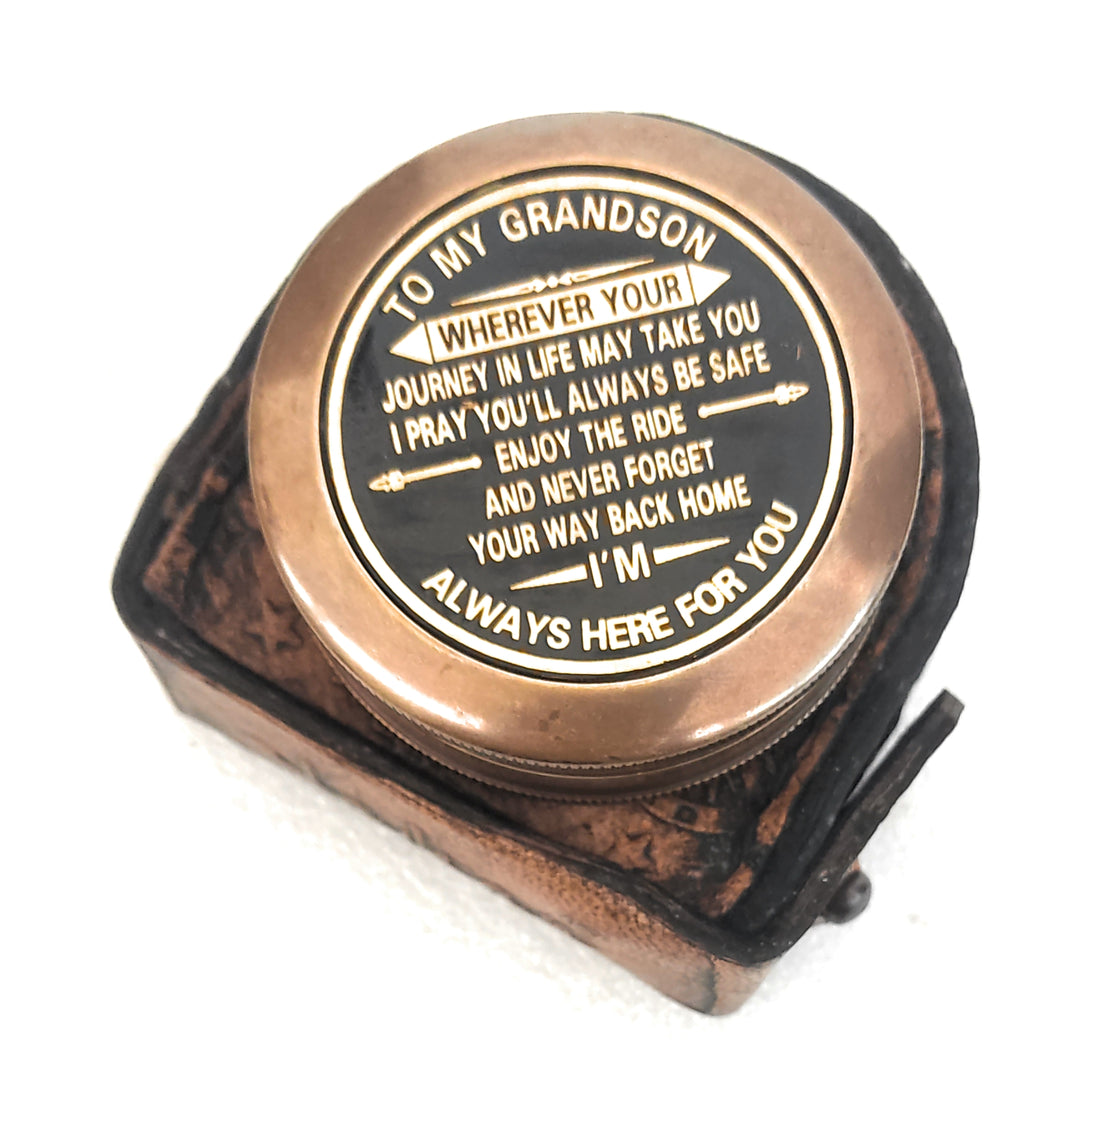 TO MY GRANDSON
WHEREVER YOUR
JOURNEY IN LIFE MAY TAKE YOU
I PRAY YOU'LL ALWAYS BE SAFE
ENJOY THE RIDE
AND NEVER FORGET
YOUR WAY BACK HOME
I'M
ALWAYS HERE FOR YOU